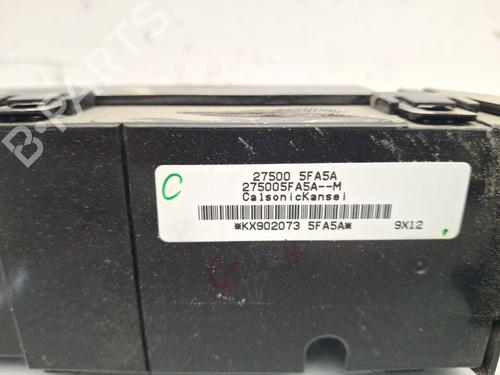 B-PARTS
C
27500 5FA5A
275005FA5A--M
CalsonicKansei
*KX902073 5FA5A*
9X12
H